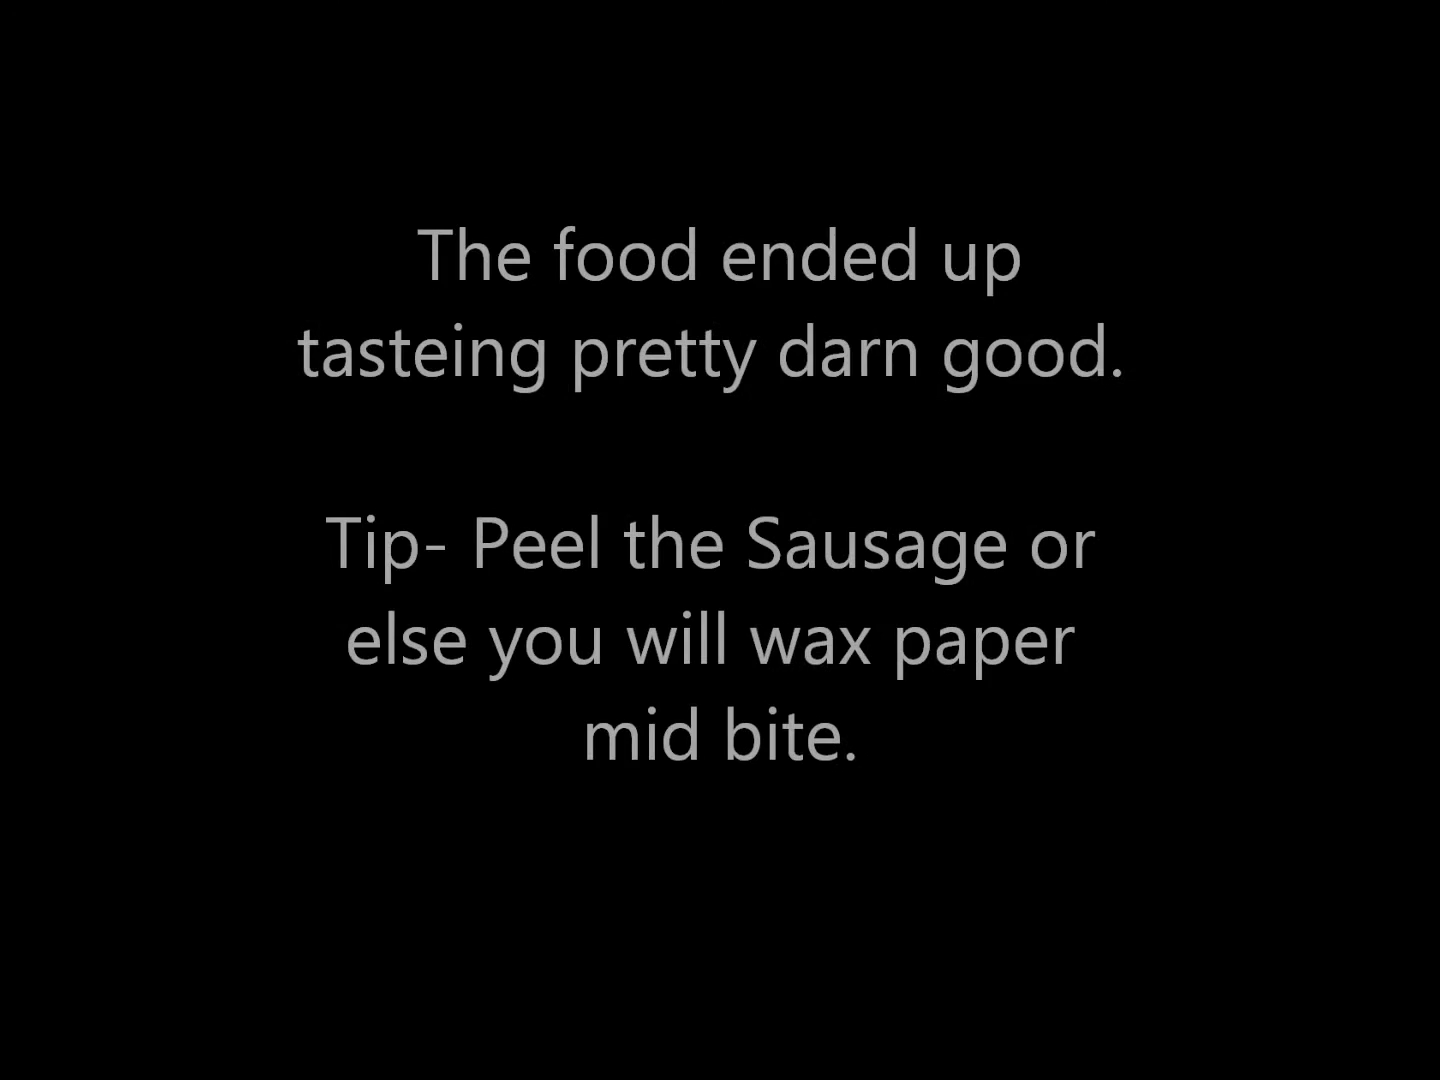 The food ended up
tasteing pretty darn good.
Tip- Peel the Sausage or
else you will wax paper
mid bite.